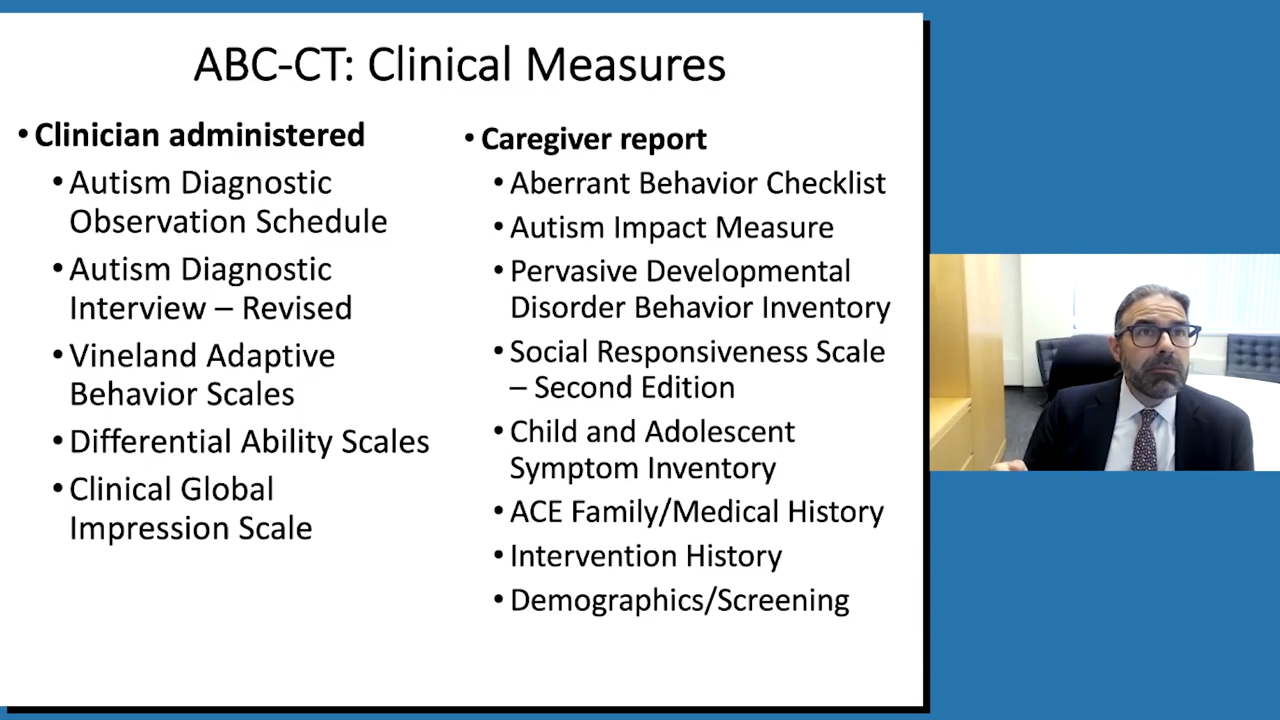 ABC-CT: Clinical Measures
• Clinician administered
• Autism Diagnostic
Observation Schedule
• Autism Diagnostic
Interview – Revised
• Vineland Adaptive
Behavior Scales
• Differential Ability Scales
• Clinical Global
Impression Scale
• Caregiver report
• Aberrant Behavior Checklist
• Autism Impact Measure
• Pervasive Developmental
Disorder Behavior Inventory
• Social Responsiveness Scale
– Second Edition
• Child and Adolescent
Symptom Inventory
• ACE Family/Medical History
• Intervention History
• Demographics/Screening